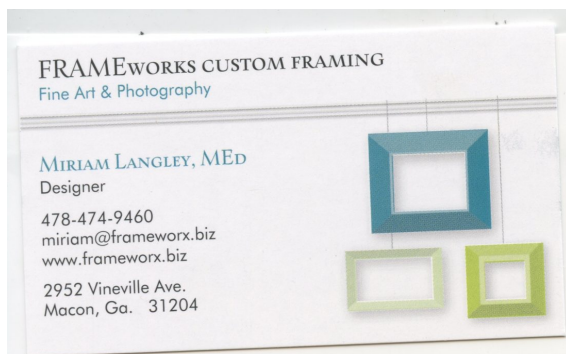 FRAMEWORKS CUSTOM FRAMING
Fine Art & Photography
MIRIAM LANGLEY, MED
Designer
478-474-9460
miriam@frameworx.biz
www.frameworx.biz
2952 Vineville Ave.
Macon, Ga. 31204